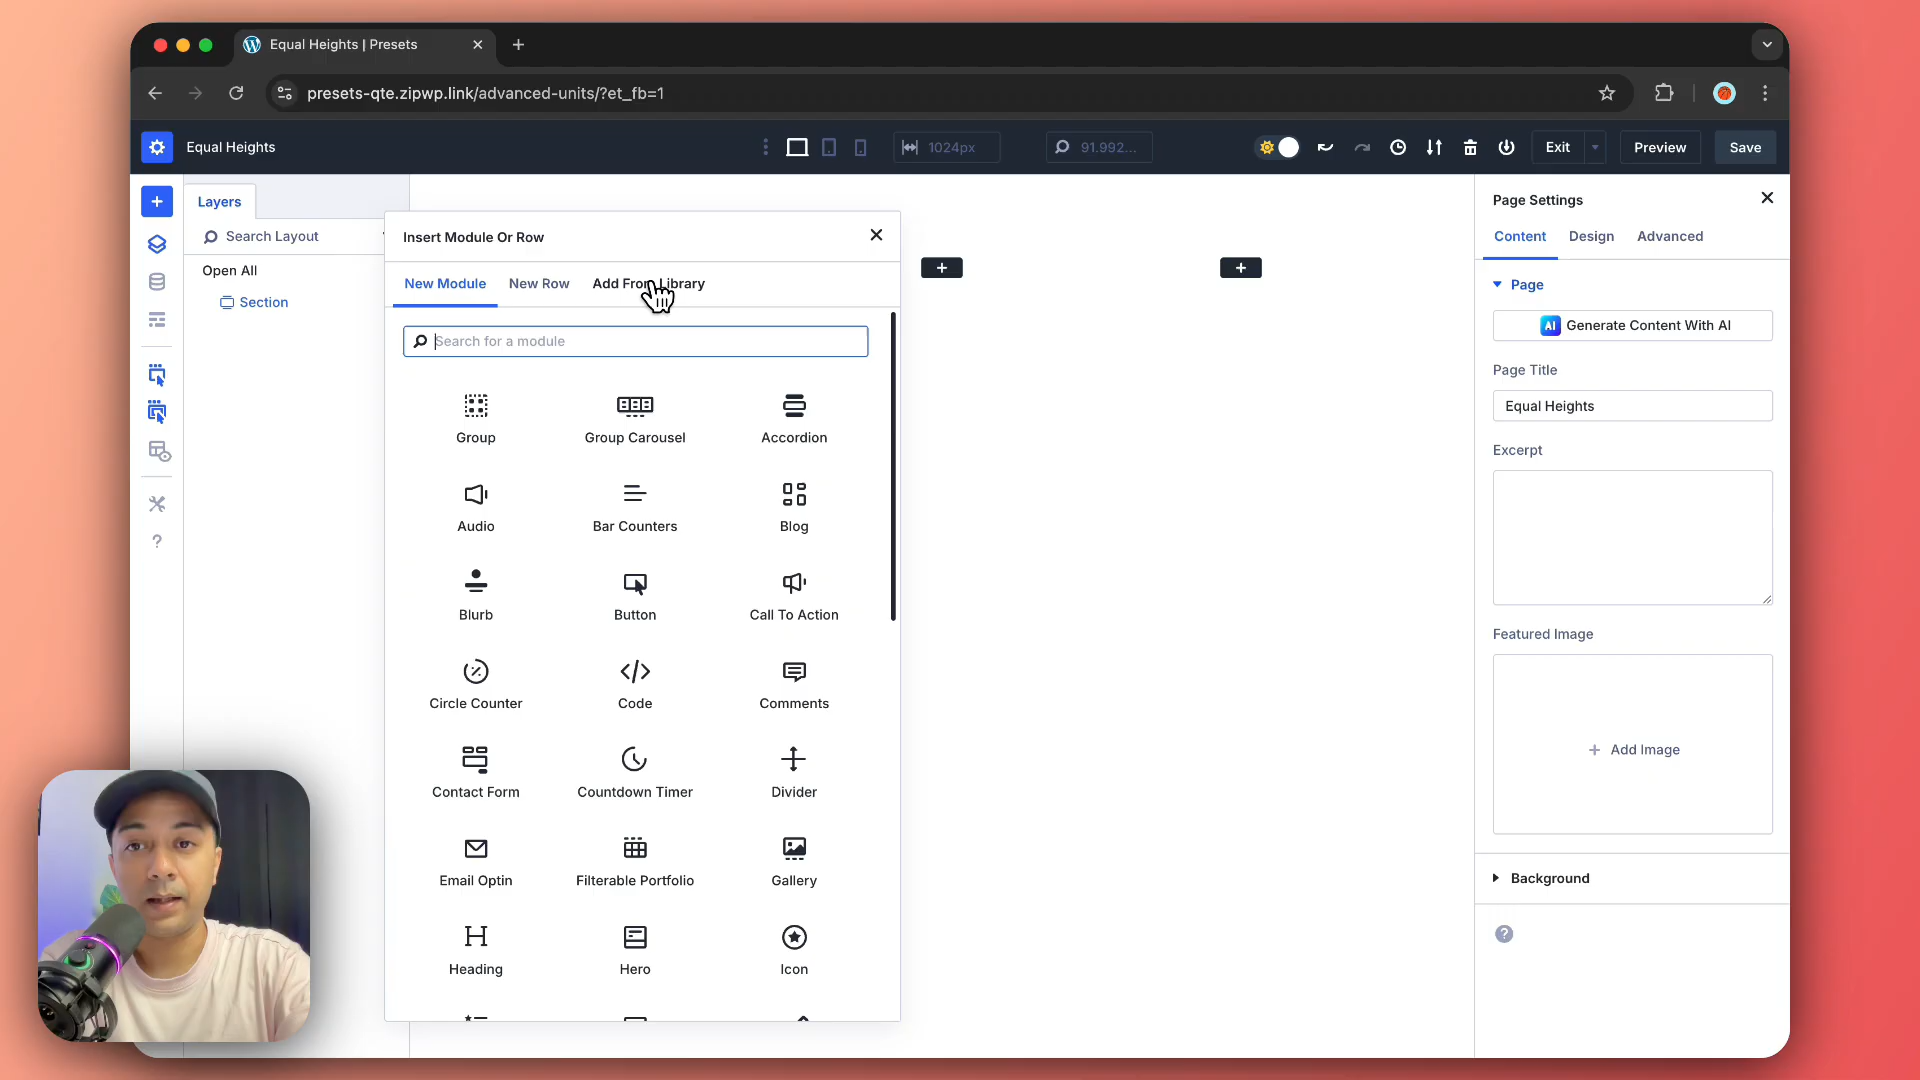 Equal Heights | Presets
presets-qte.zipwp.link/advanced-units/?et_fb=1
Equal Heights
1024px
91.992...
Exit
Preview
Save
Layers
Search Layout
Open All
Section
Insert Module Or Row
New Module
New Row
Add From Library
Search for a module
Group
Group Carousel
Accordion
Audio
Bar Counters
Blog
Blurb
Button
Call To Action
Circle Counter
Code
Comments
Contact Form
Countdown Timer
Divider
Email Optin
Filterable Portfolio
Gallery
Heading
Hero
Icon
Page Settings
Content
Design
Advanced
Page
AI Generate Content With AI
Page Title
Equal Heights
Excerpt
Featured Image
Add Image
Background